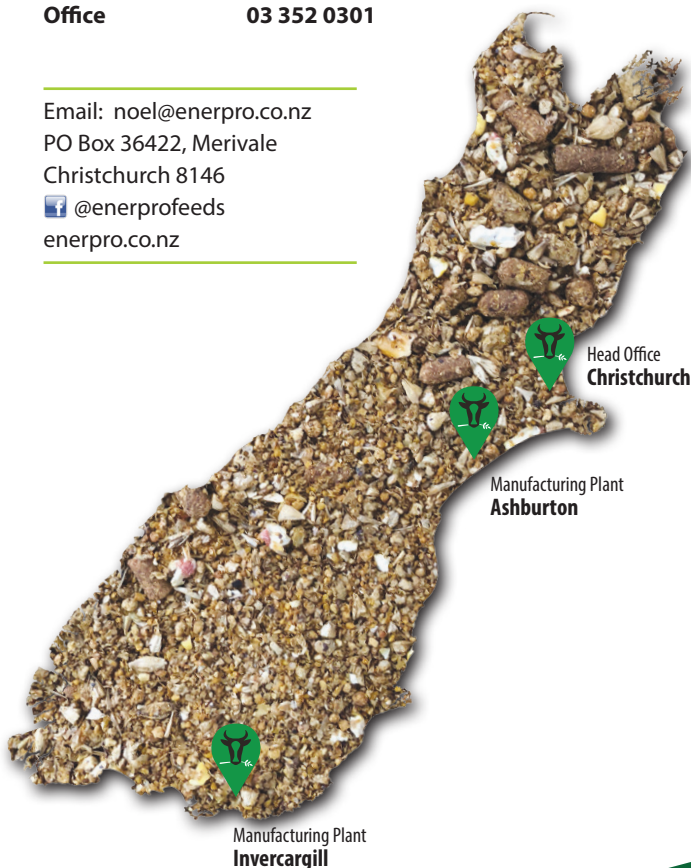 Office 03 352 0301
Email: noel@enerpro.co.nz
PO Box 36422, Merivale
Christchurch 8146
@enerprofeeds
enerpro.co.nz
Head Office
Christchurch
Manufacturing Plant
Ashburton
Manufacturing Plant
Invercargill